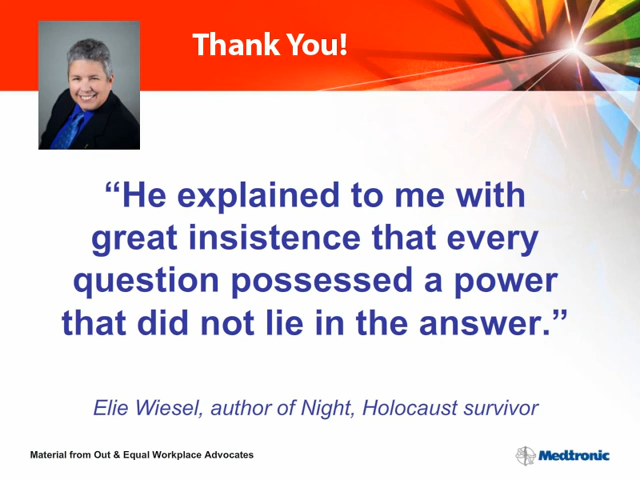 Thank You!
“He explained to me with
great insistence that every
question possessed a power
that did not lie in the answer.”
Elie Wiesel, author of Night, Holocaust survivor
Material from Out & Equal Workplace Advocates
Medtronic